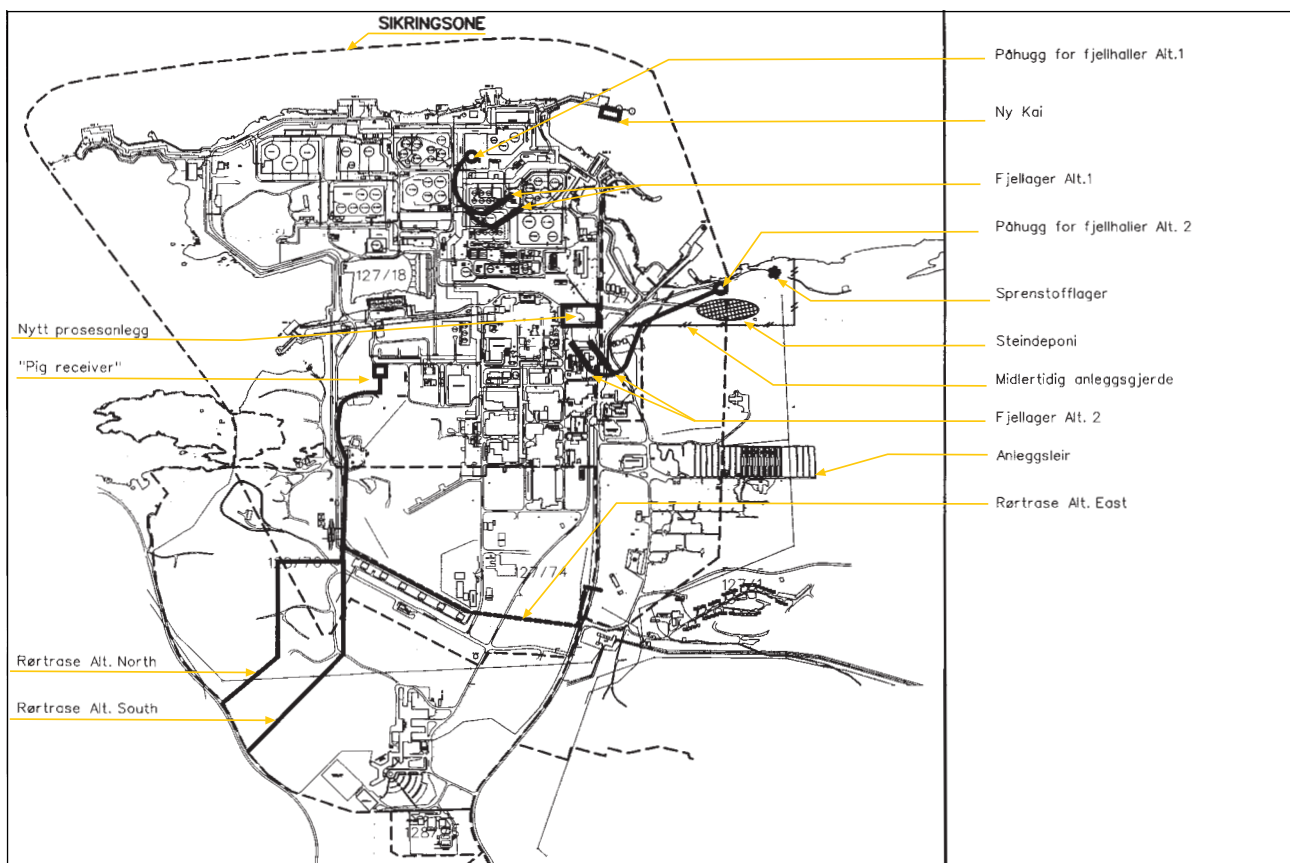 SIKRINGSONE
Påhugg for fjellhaller Alt.1
Ny Kai
Fjellager Alt.1
Påhugg for fjellhaller Alt. 2
127/18
Sprenstofflager
Nytt prosesanlegg
Steindeponi
"Pig receiver"
Midlertidig anleggsgjerde
Fjellager Alt. 2
Anleggsleir
Rørtrase Alt. East
127/74
127/1
Rørtrase Alt. North
Rørtrase Alt. South